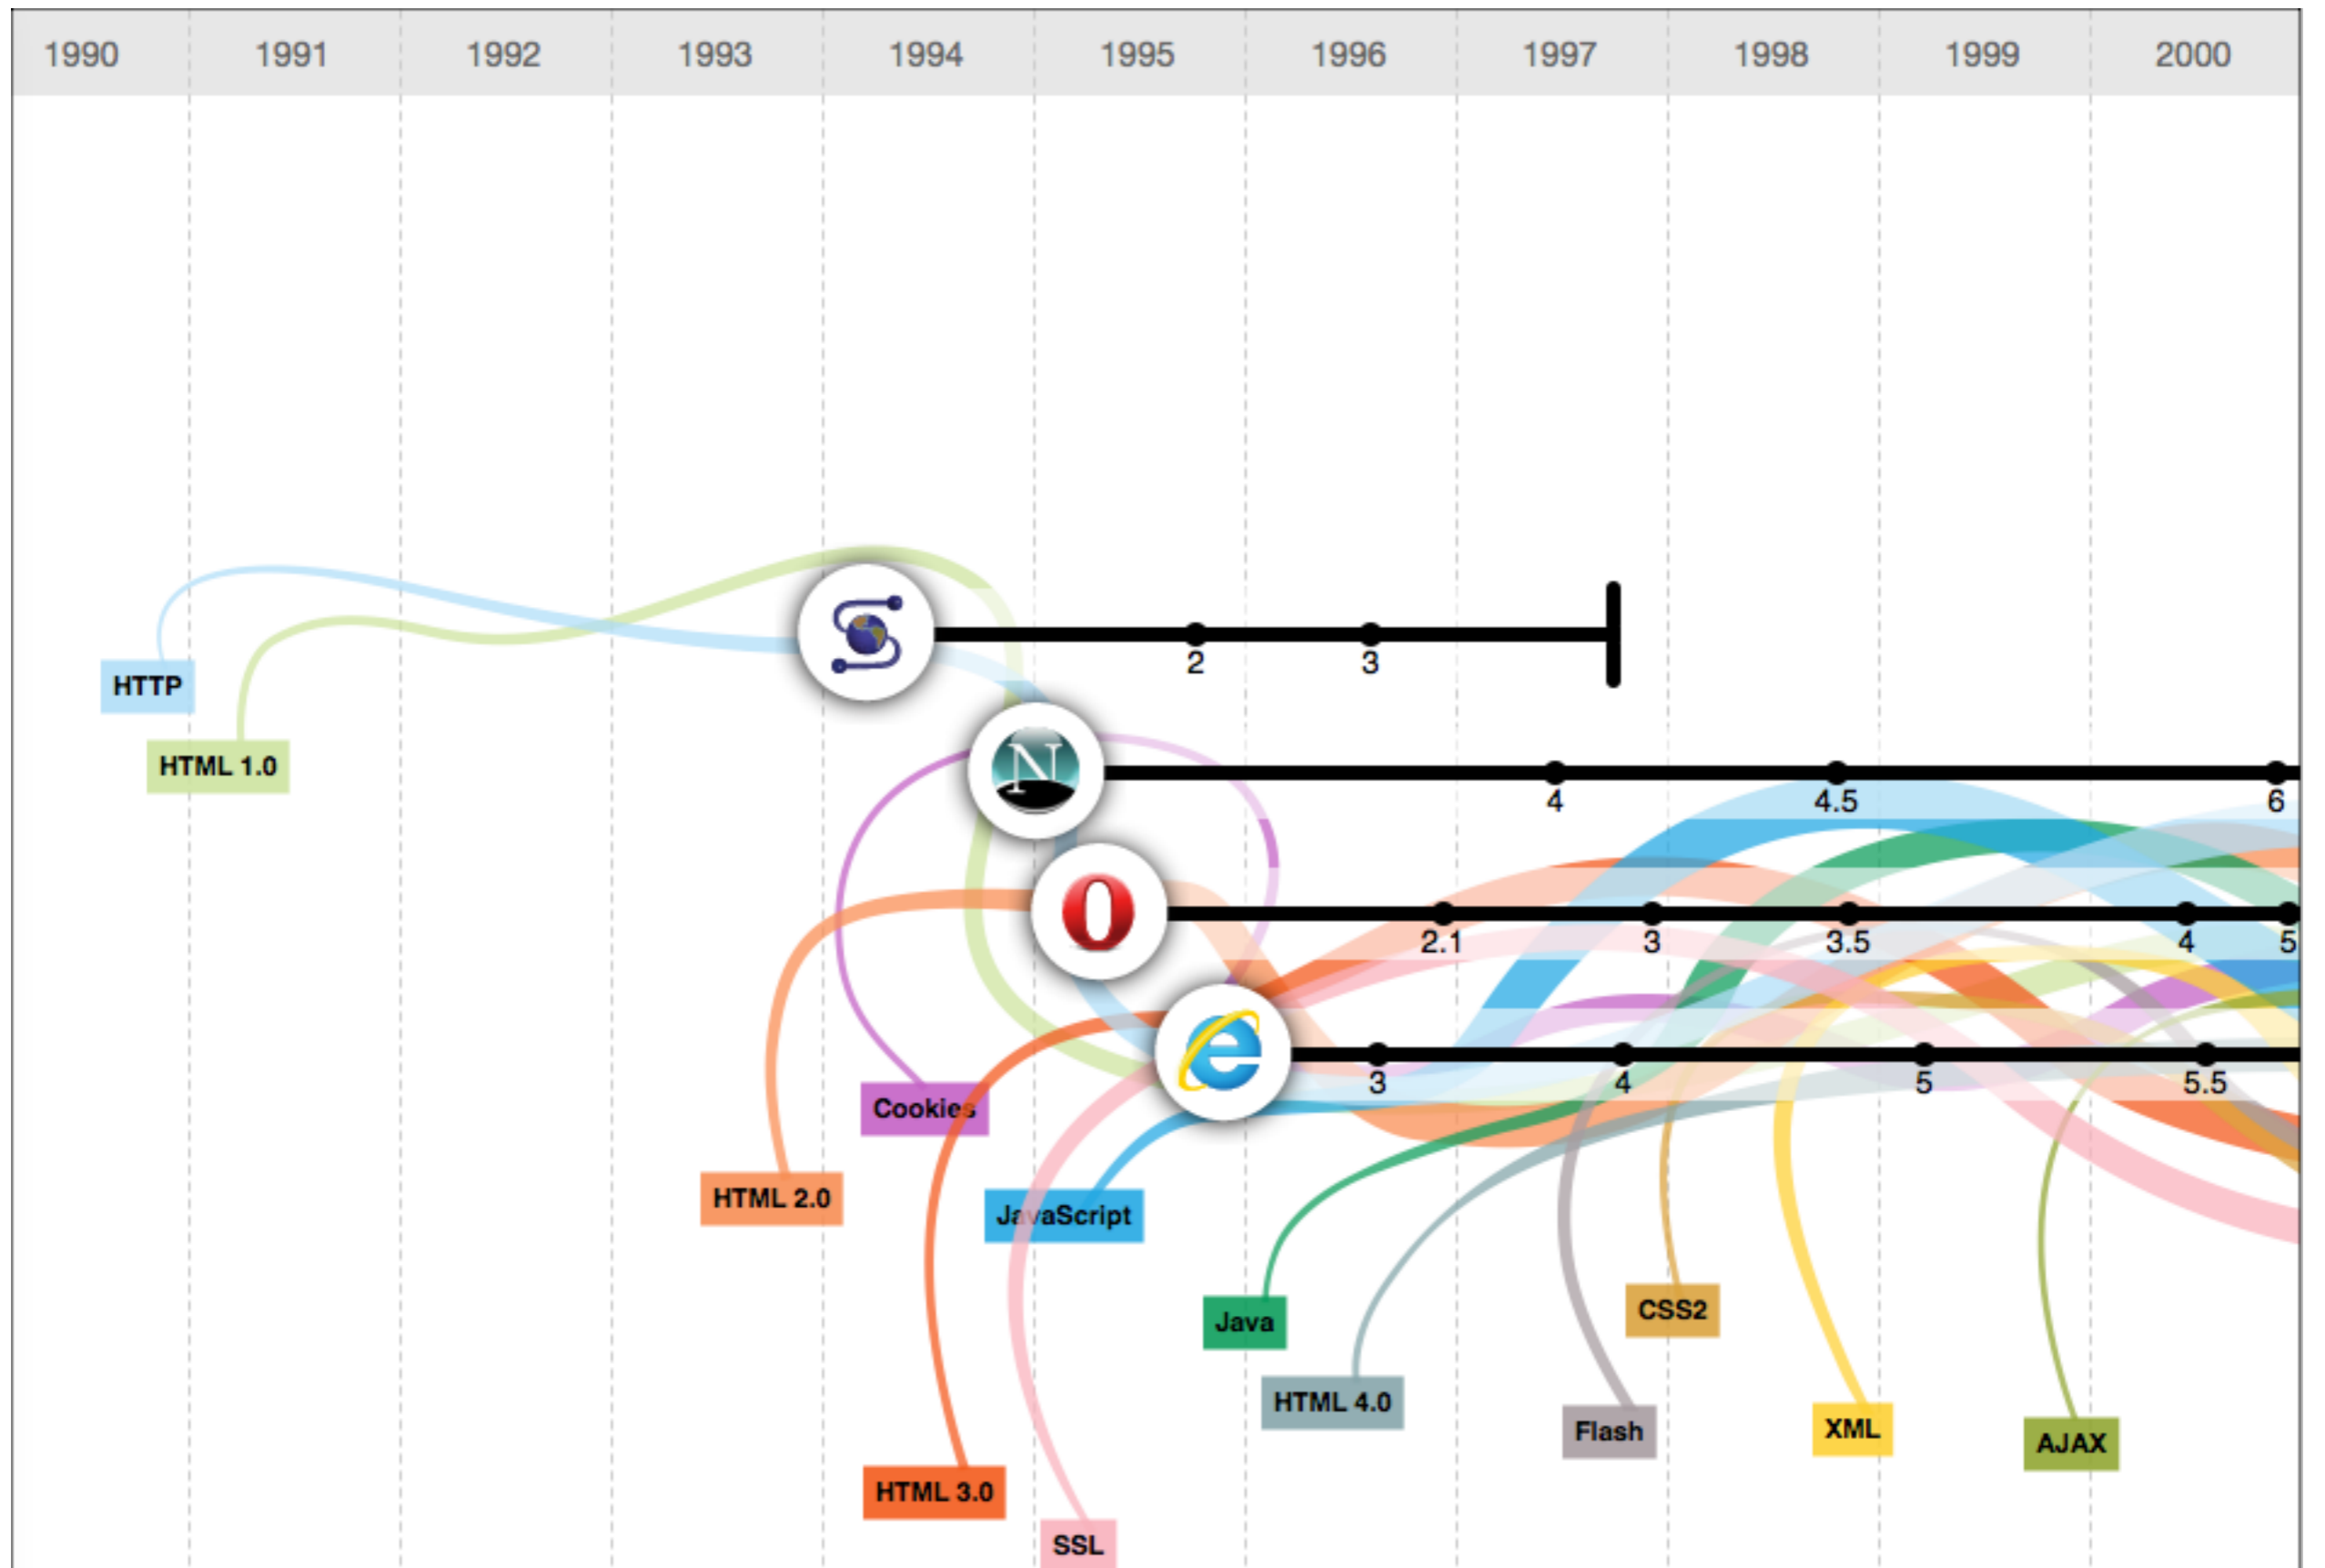 1990 1991 1992 1993 1994 1995 1996 1997 1998 1999 2000
2 3
HTTP
HTML 1.0
N
4 4.5 6
O
2.1 3 3.5 4 5
e
3 4 5 5.5
Cookies
HTML 2.0
JavaScript
Java
CSS2
HTML 4.0
Flash
XML
AJAX
HTML 3.0
SSL